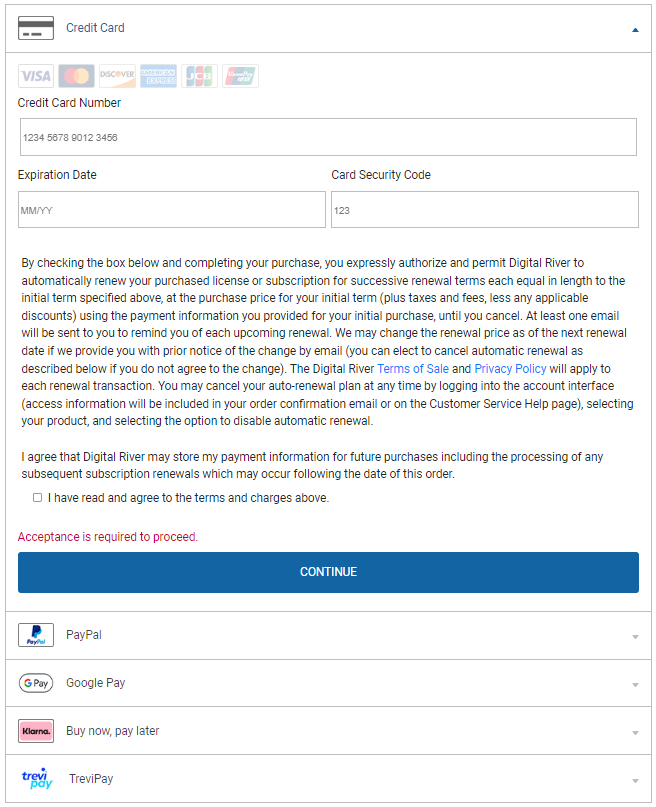 Credit Card
VISA DISCOVER AMERICAN EXPRESS JCB UnionPay
Credit Card Number
1234 5678 9012 3456
Expiration Date Card Security Code
MM/YY 123
By checking the box below and completing your purchase, you expressly authorize and permit Digital River to
automatically renew your purchased license or subscription for successive renewal terms each equal in length to the
initial term specified above, at the purchase price for your initial term (plus taxes and fees, less any applicable
discounts) using the payment information you provided for your initial purchase, until you cancel. At least one email
will be sent to you to remind you of each upcoming renewal. We may change the renewal price as of the next renewal
date if we provide you with prior notice of the change by email (you can elect to cancel automatic renewal as
described below if you do not agree to the change). The Digital River Terms of Sale and Privacy Policy will apply to
each renewal transaction. You may cancel your auto-renewal plan at any time by logging into the account interface
(access information will be included in your order confirmation email or on the Customer Service Help page), selecting
your product, and selecting the option to disable automatic renewal.
I agree that Digital River may store my payment information for future purchases including the processing of any
subsequent subscription renewals which may occur following the date of this order.
I have read and agree to the terms and charges above.
Acceptance is required to proceed.
CONTINUE
PayPal PayPal
G Pay Google Pay
Klarna. Buy now, pay later
trevi pay TreviPay